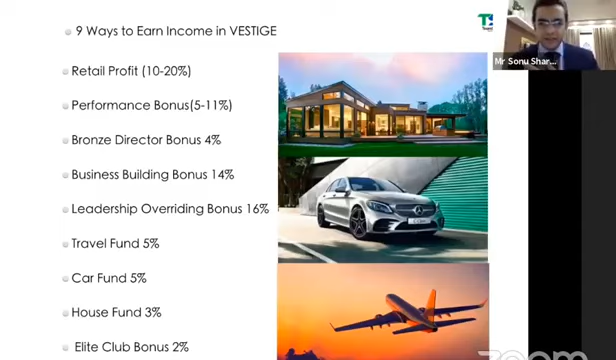 9 Ways to Earn Income in VESTIGE
Mr Sonu Shar...
Retail Profit (10-20%)
Performance Bonus(5-11%)
Bronze Director Bonus 4%
Business Building Bonus 14%
Leadership Overriding Bonus 16%
Travel Fund 5%
Car Fund 5%
House Fund 3%
Elite Club Bonus 2%
zoom